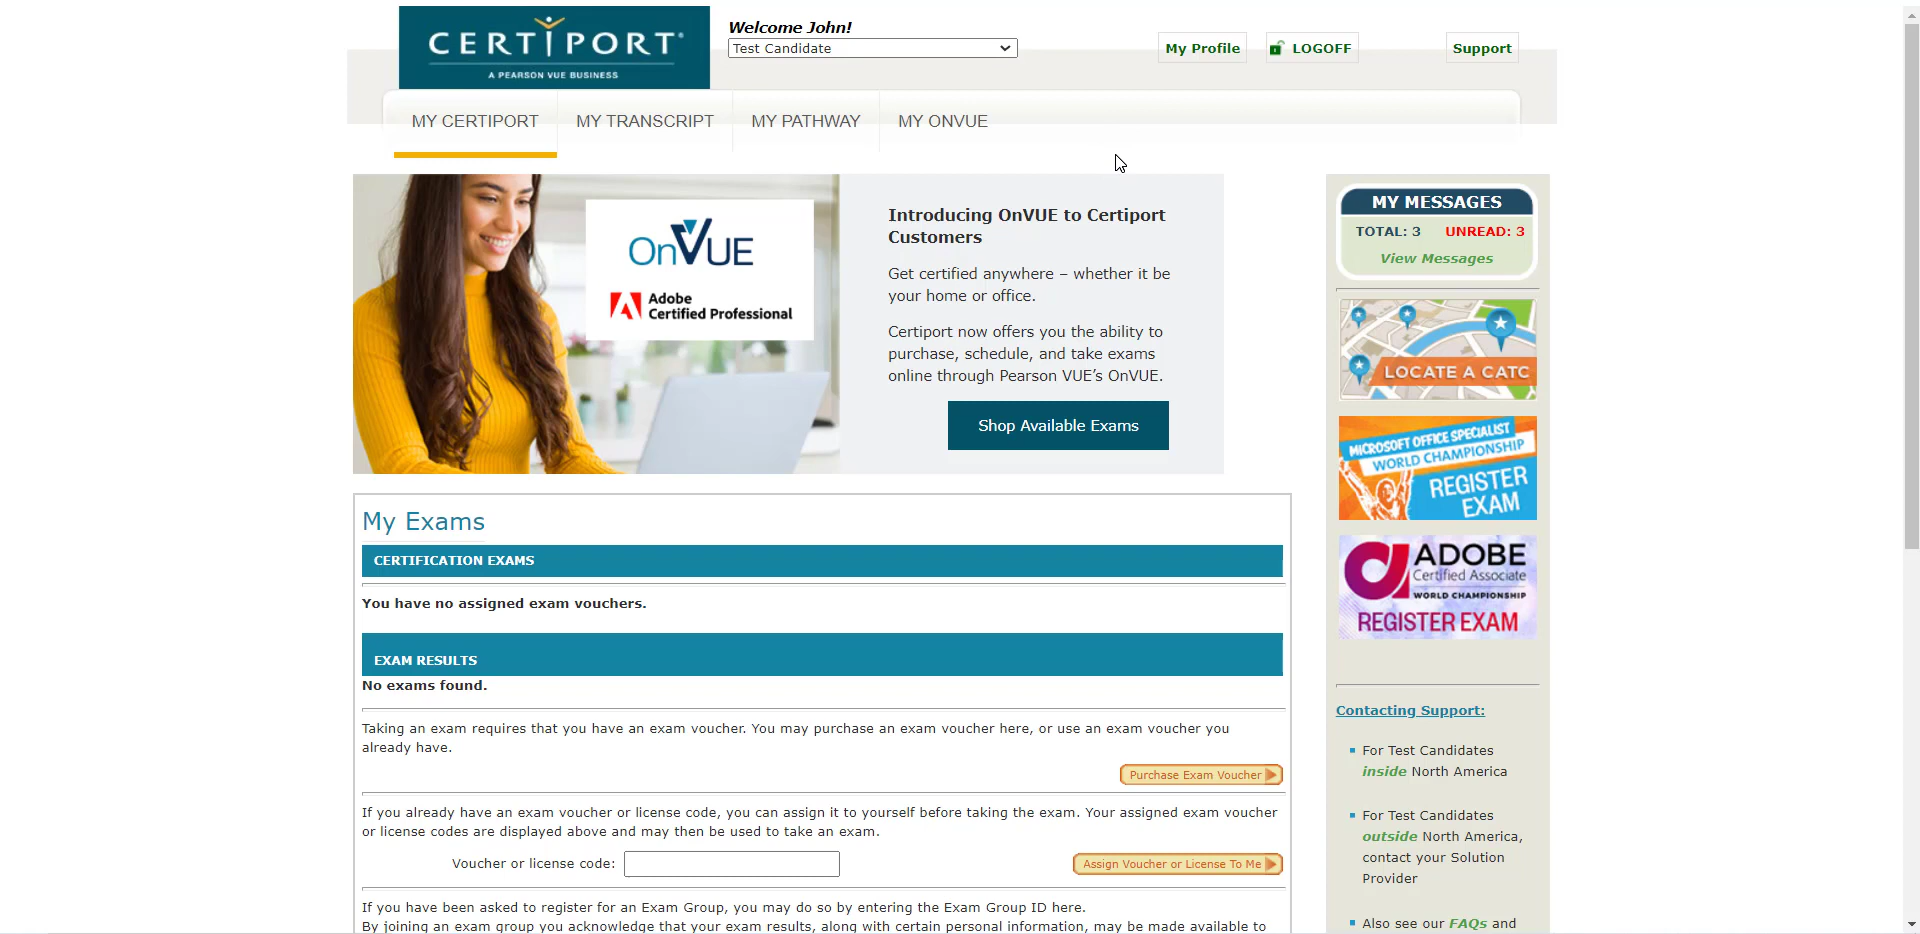 CERTIPORT
A PEARSON VUE BUSINESS
Welcome John!
Test Candidate
My Profile
LOGOFF
Support
MY CERTIPORT
MY TRANSCRIPT
MY PATHWAY
MY ONVUE
OnVUE
Adobe
Certified Professional
Introducing OnVUE to Certiport
Customers
Get certified anywhere – whether it be
your home or office.
Certiport now offers you the ability to
purchase, schedule, and take exams
online through Pearson VUE’s OnVUE.
Shop Available Exams
My Exams
CERTIFICATION EXAMS
You have no assigned exam vouchers.
EXAM RESULTS
No exams found.
Taking an exam requires that you have an exam voucher. You may purchase an exam voucher here, or use an exam voucher you
already have.
Purchase Exam Voucher
If you already have an exam voucher or license code, you can assign it to yourself before taking the exam. Your assigned exam voucher
or license codes are displayed above and may then be used to take an exam.
Voucher or license code:
Assign Voucher or License To Me
If you have been asked to register for an Exam Group, you may do so by entering the Exam Group ID here.
By joining an exam group you acknowledge that your exam results, along with certain personal information, may be made available to
MY MESSAGES
TOTAL: 3 UNREAD: 3
View Messages
LOCATE A CATC
MICROSOFT OFFICE SPECIALIST
WORLD CHAMPIONSHIP
REGISTER
EXAM
ADOBE
Certified Associate
WORLD CHAMPIONSHIP
REGISTER EXAM
Contacting Support:
For Test Candidates
inside North America
For Test Candidates
outside North America,
contact your Solution
Provider
Also see our FAQs and